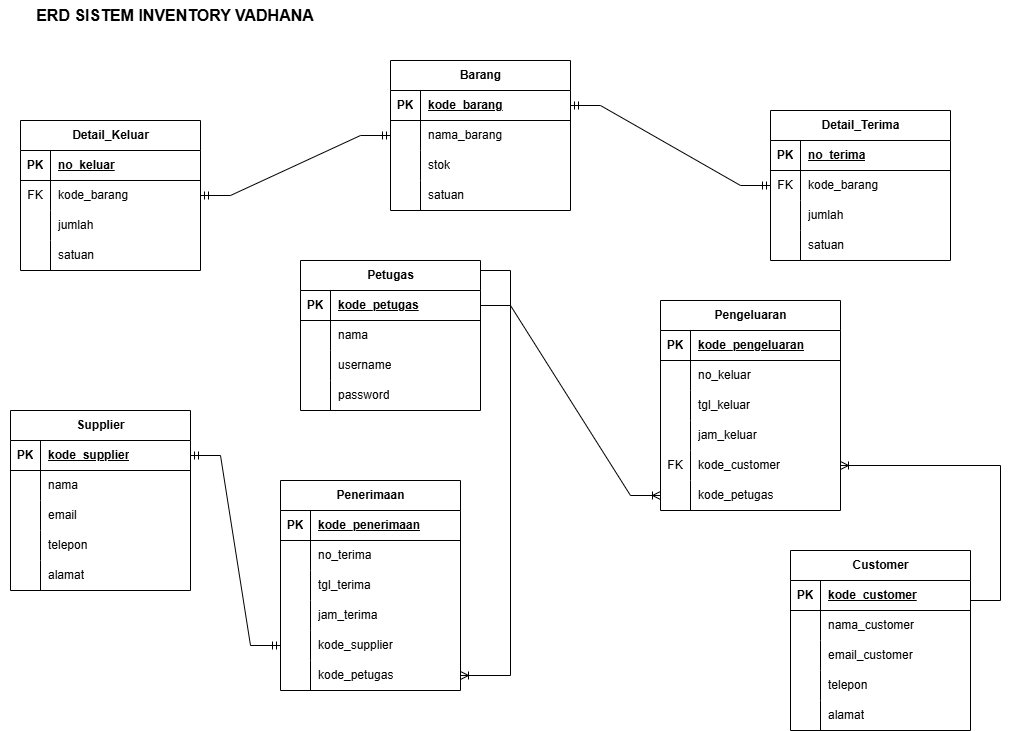 ERD SISTEM INVENTORY VADHANA
Barang
PK kode_barang
nama_barang
stok
satuan
Detail_Keluar
PK no_keluar
FK kode_barang
jumlah
satuan
Detail_Terima
PK no_terima
FK kode_barang
jumlah
satuan
Petugas
PK kode_petugas
nama
username
password
Pengeluaran
PK kode_pengeluaran
no_keluar
tgl_keluar
jam_keluar
FK kode_customer
kode_petugas
Supplier
PK kode_supplier
nama
email
telepon
alamat
Penerimaan
PK kode_penerimaan
no_terima
tgl_terima
jam_terima
kode_supplier
kode_petugas
Customer
PK kode_customer
nama_customer
email_customer
telepon
alamat